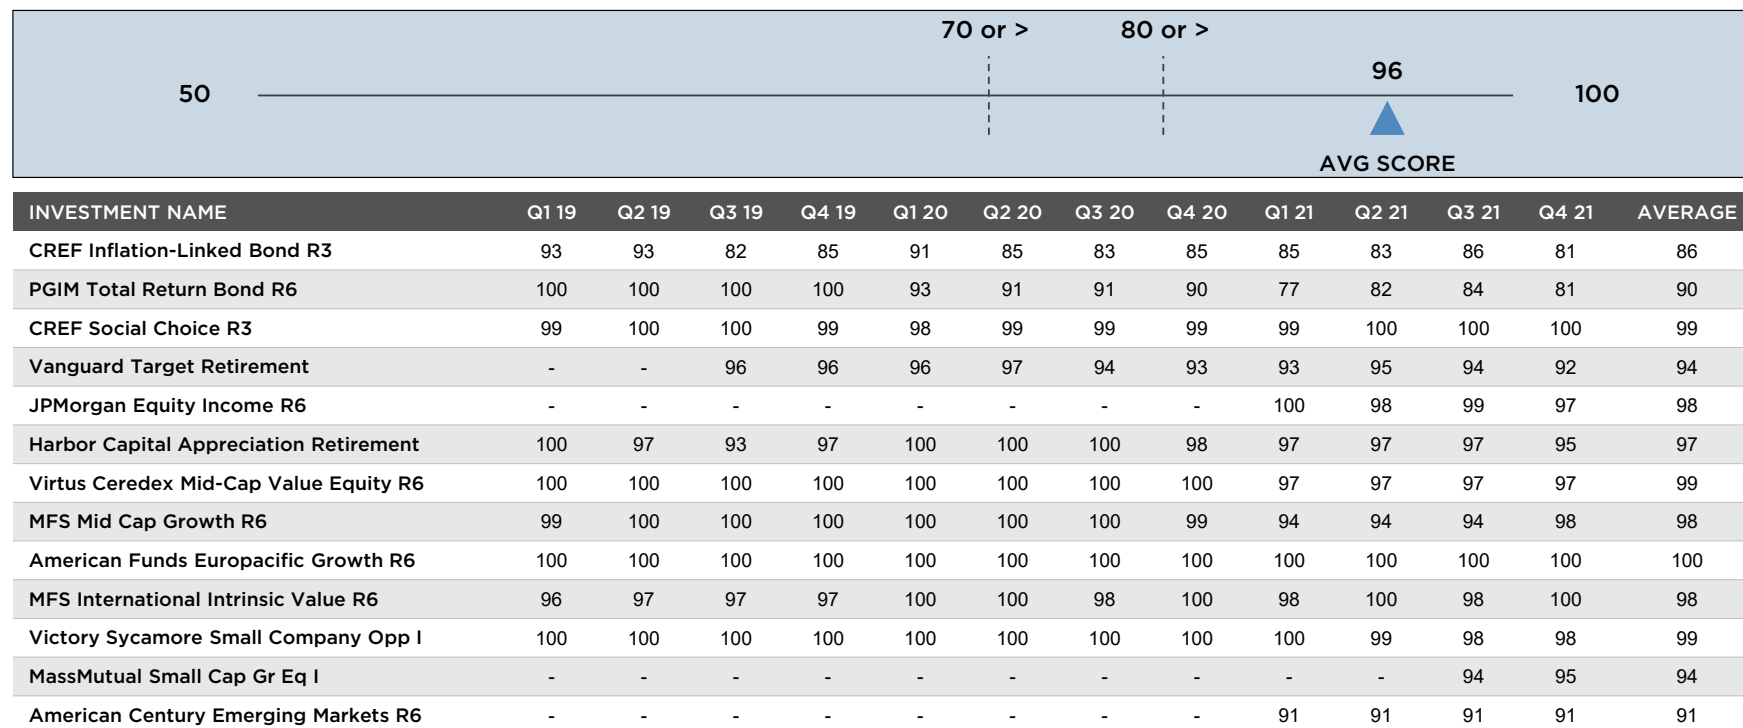 70 or > 80 or >
96
50 100
AVG SCORE
INVESTMENT NAME Q1 19 Q2 19 Q3 19 Q4 19 Q1 20 Q2 20 Q3 20 Q4 20 Q1 21 Q2 21 Q3 21 Q4 21 AVERAGE
CREF Inflation-Linked Bond R3 93 93 82 85 91 85 83 85 85 83 86 81 86
PGIM Total Return Bond R6 100 100 100 100 93 91 91 90 77 82 84 81 90
CREF Social Choice R3 99 100 100 99 98 99 99 99 99 100 100 100 99
Vanguard Target Retirement - - 96 96 96 97 94 93 93 95 94 92 94
JPMorgan Equity Income R6 - - - - - - - - 100 98 99 97 98
Harbor Capital Appreciation Retirement 100 97 93 97 100 100 100 98 97 97 97 95 97
Virtus Ceredex Mid-Cap Value Equity R6 100 100 100 100 100 100 100 100 97 97 97 97 99
MFS Mid Cap Growth R6 99 100 100 100 100 100 100 99 94 94 94 98 98
American Funds Europacific Growth R6 100 100 100 100 100 100 100 100 100 100 100 100 100
MFS International Intrinsic Value R6 96 97 97 97 100 100 98 100 98 100 98 100 98
Victory Sycamore Small Company Opp I 100 100 100 100 100 100 100 100 100 99 98 98 99
MassMutual Small Cap Gr Eq I - - - - - - - - - - 94 95 94
American Century Emerging Markets R6 - - - - - - - - 91 91 91 91 91